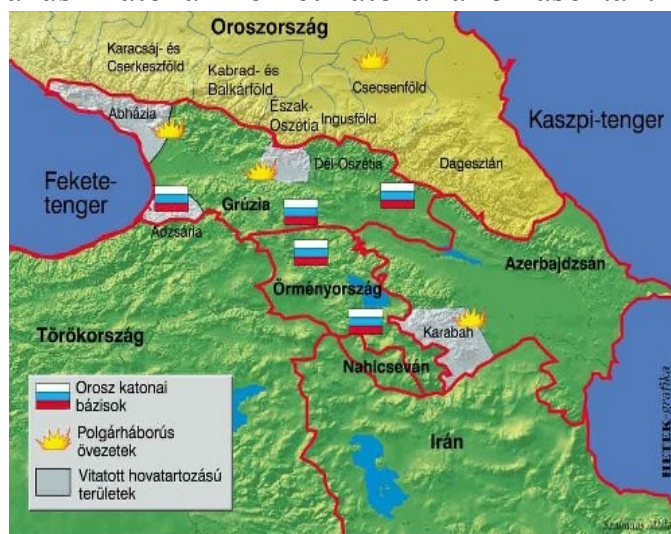 Oroszország
Karacsáj- és
Cserkeszföld
Kabrad- és
Balkárföld
Észak-
Oszétia
Ingusföld
Csecsenföld
Kaszpi-tenger
Abházia
Dél-Oszétia
Dagesztán
Fekete-
tenger
Grúzia
Adzsária
Azerbajdzsán
Örményország
Törökország
Karabah
Nahicseván
Irán
Orosz katonai
bázisok
Polgárháborús
övezetek
Vitatott hovatartozású
területek
HETEK-grafika